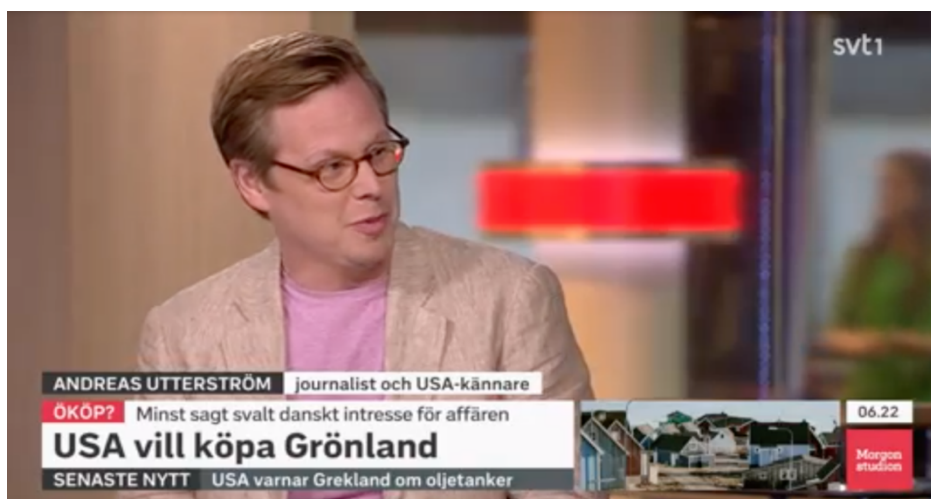 svt1
ANDREAS UTTERSTRÖM journalist och USA-kännare
ÖKÖP? Minst sagt svalt danskt intresse för affären
06.22
USA vill köpa Grönland
Morgon
studion
SENASTE NYTT USA varnar Grekland om oljetanker